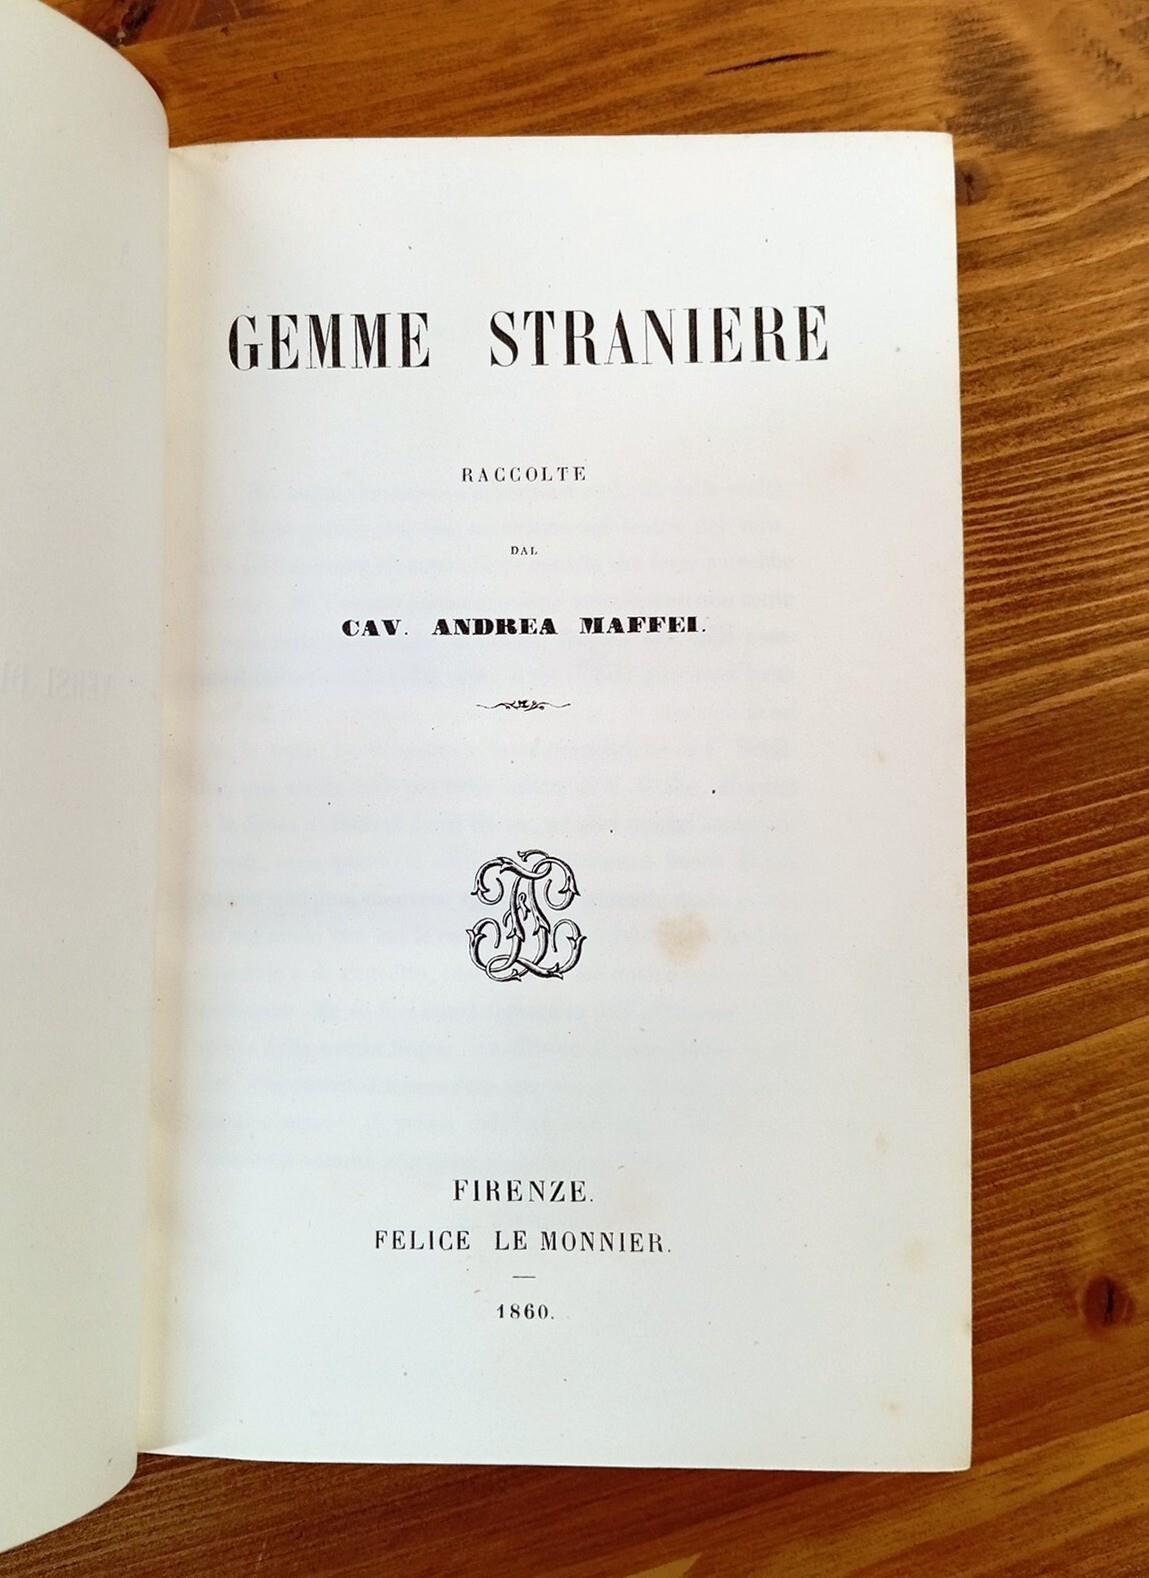 GEMME STRANIERE
RACCOLTE
DAL
CAV. ANDREA MAFFEI.
FIRENZE.
FELICE LE MONNIER.
1860.